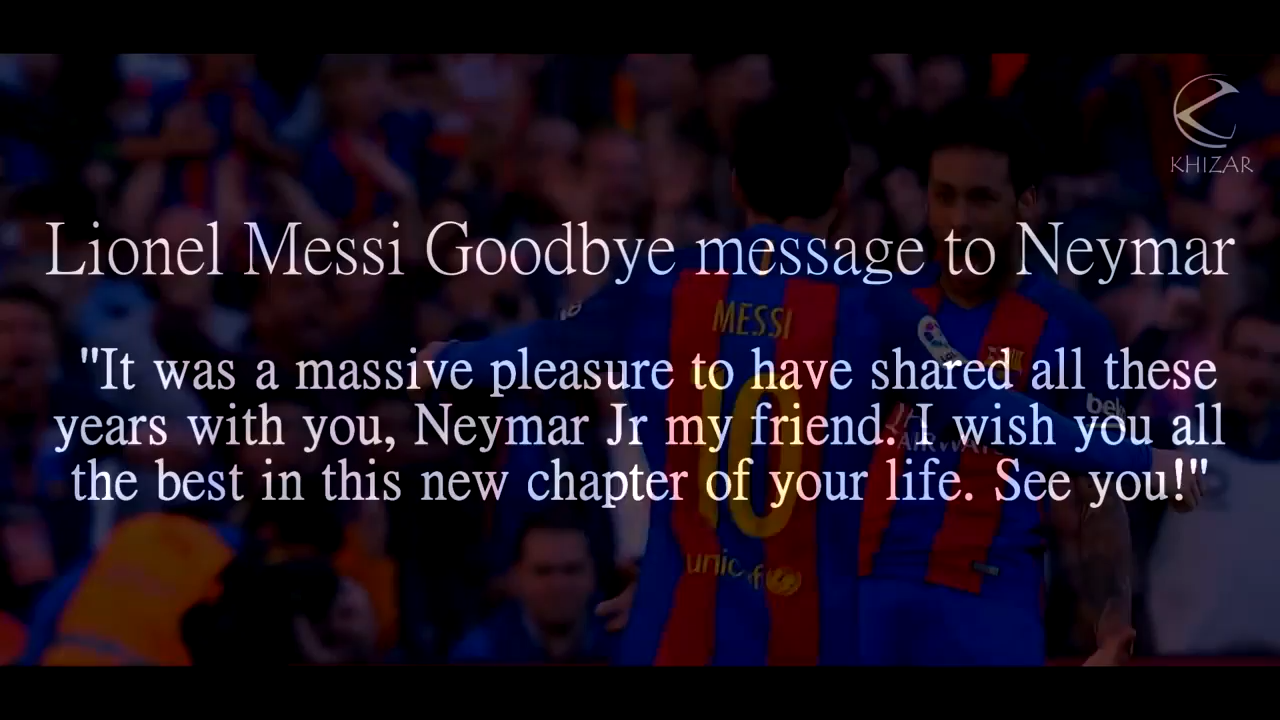 KHIZAR
Lionel Messi Goodbye message to Neymar
MESSI
"It was a massive pleasure to have shared all these
years with you, Neymar Jr my friend. I wish you all
the best in this new chapter of your life. See you!"
10
unicef